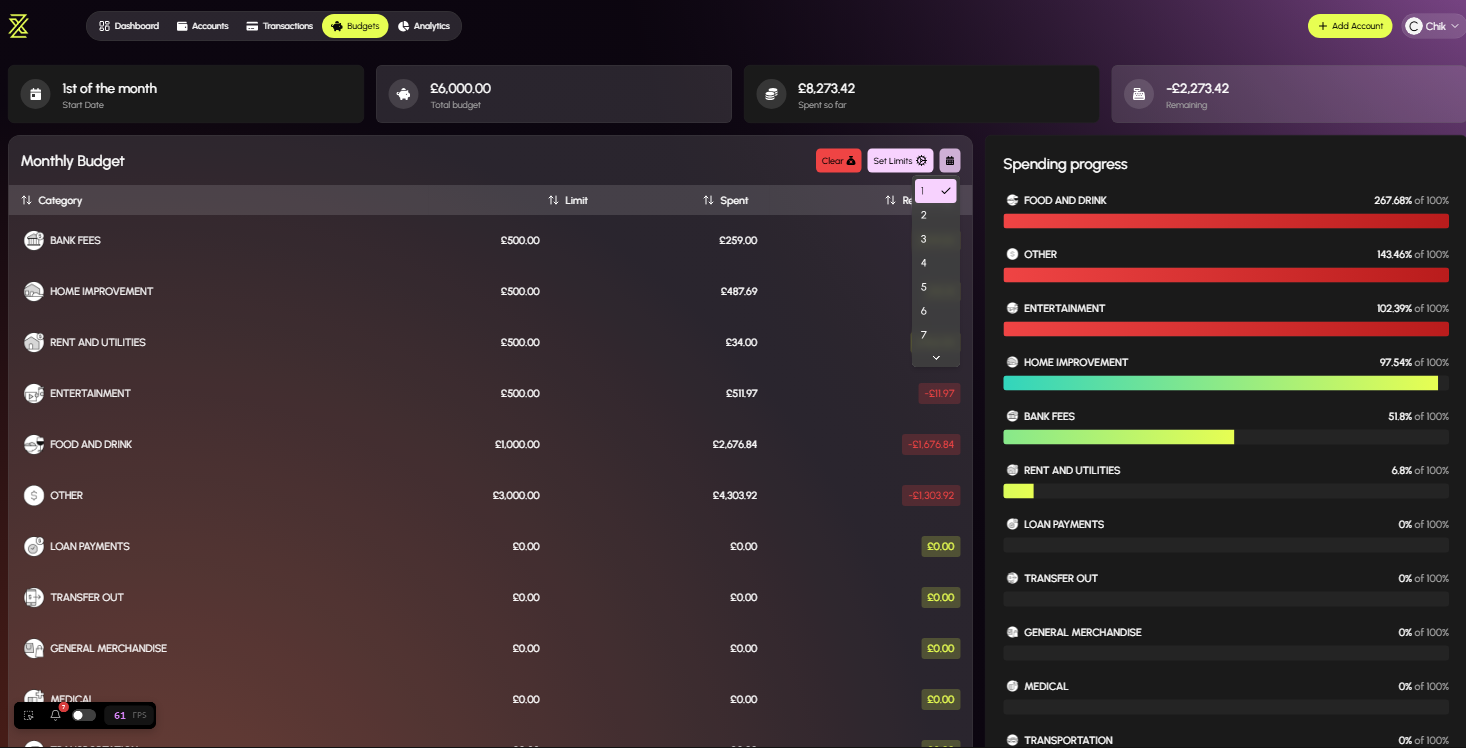 Dashboard Accounts Transactions Budgets Analytics + Add Account C Chik
1st of the month
Start Date
£6,000.00
Total budget
£8,273.42
Spent so far
-£2,273.42
Remaining
Monthly Budget Clear Set Limits
Category Limit Spent
BANK FEES £500.00 £259.00
HOME IMPROVEMENT £500.00 £487.69
RENT AND UTILITIES £500.00 £34.00
ENTERTAINMENT £500.00 £511.97 -£11.97
FOOD AND DRINK £1,000.00 £2,676.84 -£1,676.84
OTHER £3,000.00 £4,303.92 -£1,303.92
LOAN PAYMENTS £0.00 £0.00 £0.00
TRANSFER OUT £0.00 £0.00 £0.00
GENERAL MERCHANDISE £0.00 £0.00 £0.00
MEDICAL £0.00 £0.00 £0.00
1
2
3
4
5
6
7
Spending progress
FOOD AND DRINK 267.68% of 100%
OTHER 143.46% of 100%
ENTERTAINMENT 102.39% of 100%
HOME IMPROVEMENT 97.54% of 100%
BANK FEES 51.8% of 100%
RENT AND UTILITIES 6.8% of 100%
LOAN PAYMENTS 0% of 100%
TRANSFER OUT 0% of 100%
GENERAL MERCHANDISE 0% of 100%
MEDICAL 0% of 100%
TRANSPORTATION 0% of 100%
61 FPS